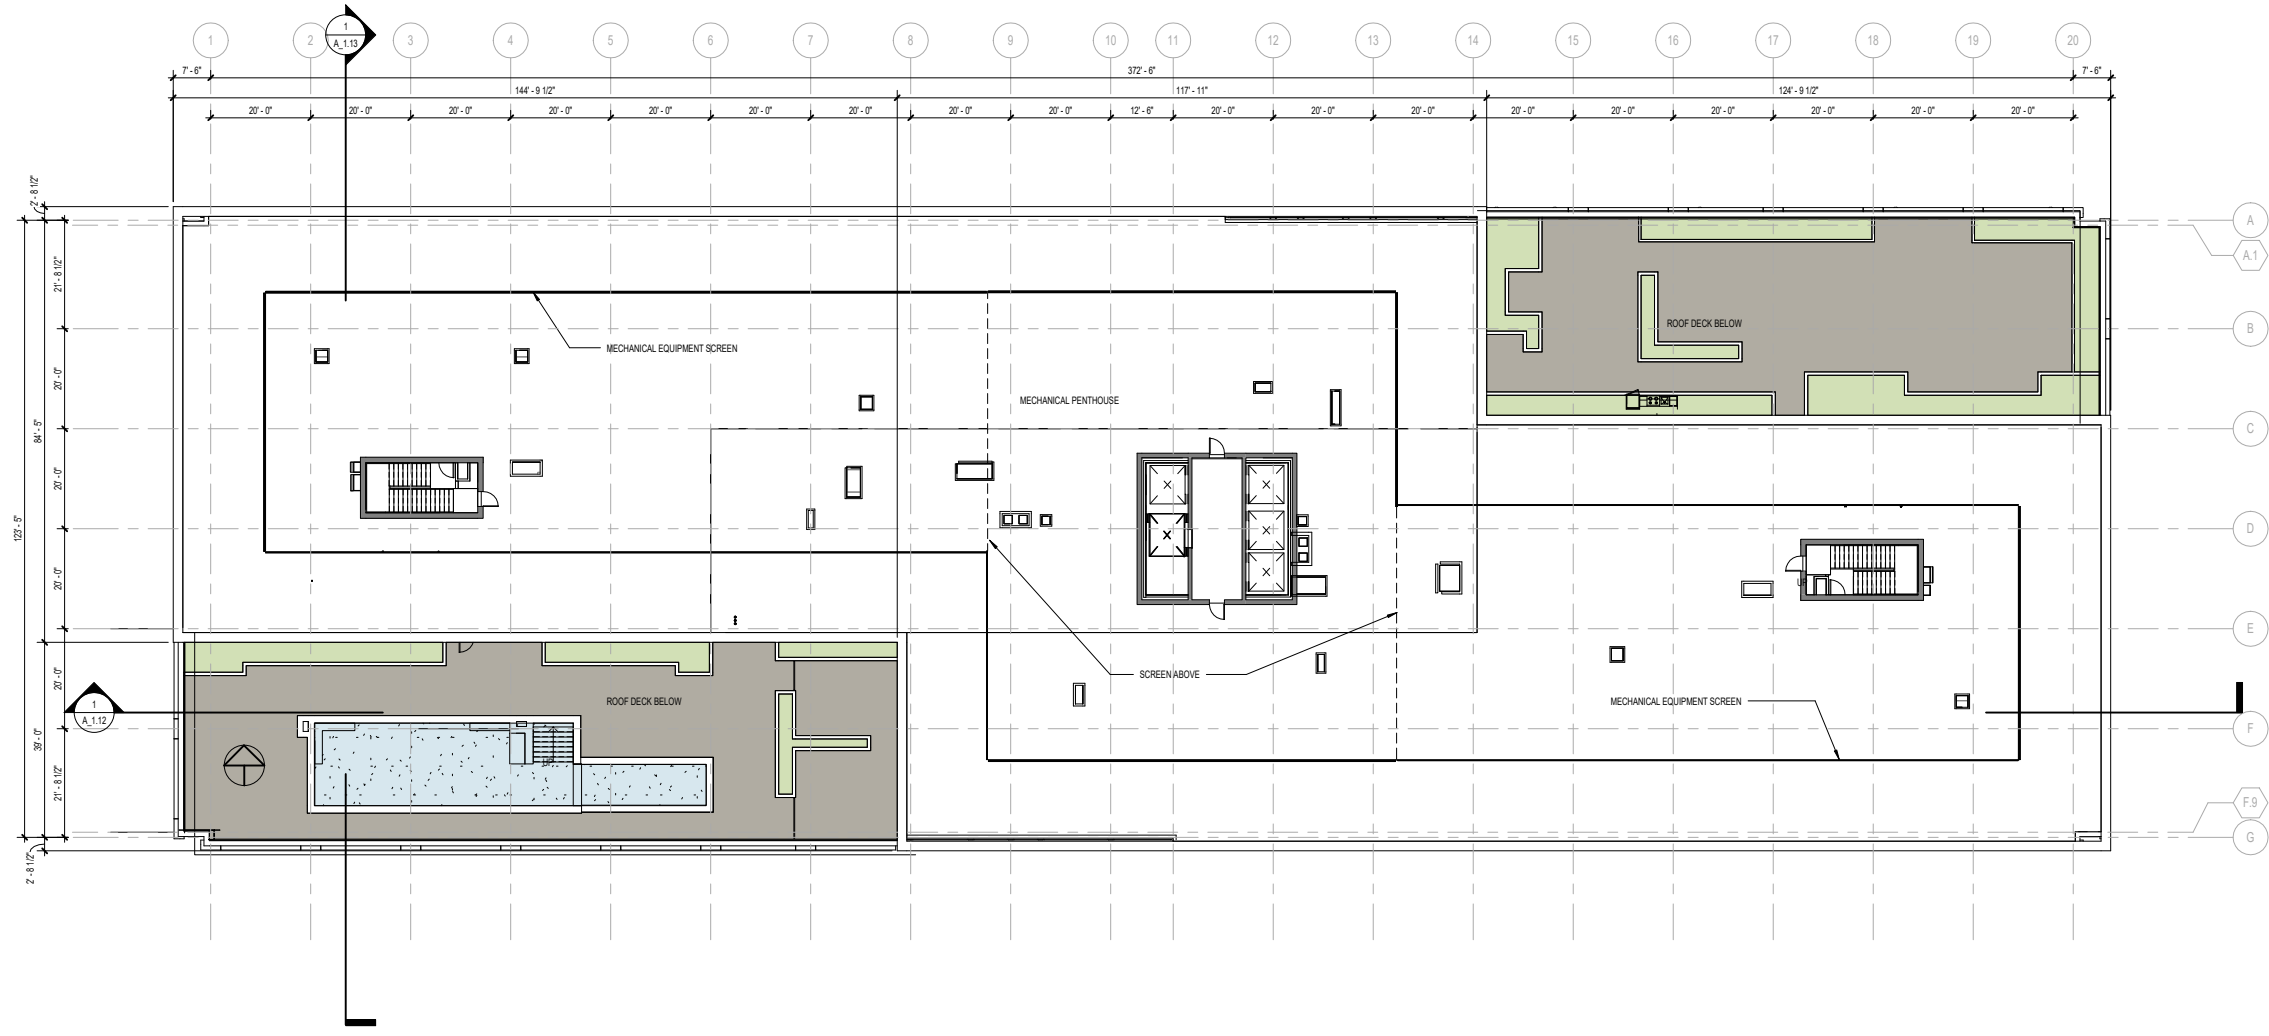 1
A_1.13
1 2 3 4 5 6 7 8 9 10 11 12 13 14 15 16 17 18 19 20
7' - 6" 372' - 6" 7' - 6"
144' - 9 1/2" 117' - 11" 124' - 9 1/2"
20' - 0" 20' - 0" 20' - 0" 20' - 0" 20' - 0" 20' - 0" 20' - 0" 20' - 0" 20' - 0" 12' - 6" 20' - 0" 20' - 0" 20' - 0" 20' - 0" 20' - 0" 20' - 0" 20' - 0" 20' - 0" 20' - 0"
2' - 8 1/2"
A
A.1
21' - 8 1/2"
B
ROOF DECK BELOW
MECHANICAL EQUIPMENT SCREEN
20' - 0"
MECHANICAL PENTHOUSE
84' - 5"
C
20' - 0"
123' - 5"
D
20' - 0"
UP
E
20' - 0"
SCREEN ABOVE
ROOF DECK BELOW
MECHANICAL EQUIPMENT SCREEN
1
A_1.12
F
39' - 0"
UP
21' - 8 1/2"
F.9
G
2' - 8 1/2"